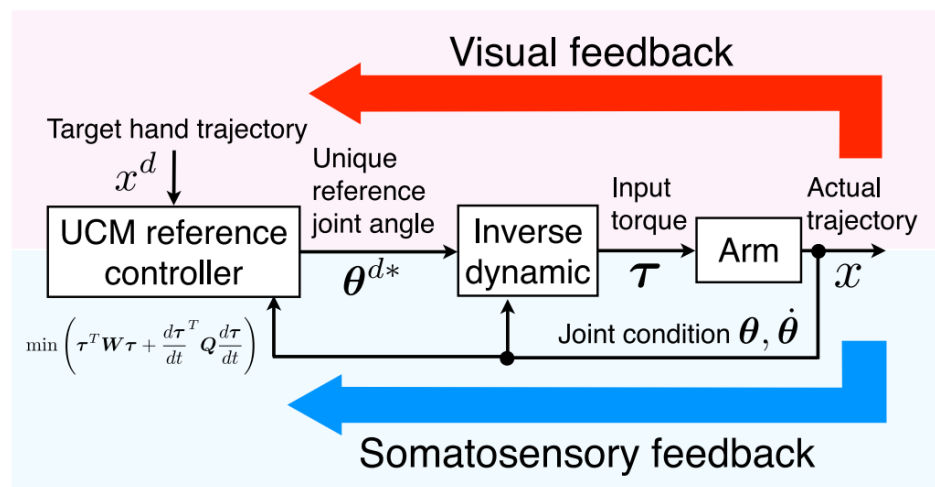 Visual feedback
Target hand trajectory
x^d
Unique
reference
joint angle
Input
torque
Actual
trajectory
UCM reference
controller
θ^{d*}
Inverse
dynamic
τ
Arm
x
min(τ^T Wτ + dτ/dt^T Q dτ/dt)
Joint condition θ, θ̇
Somatosensory feedback